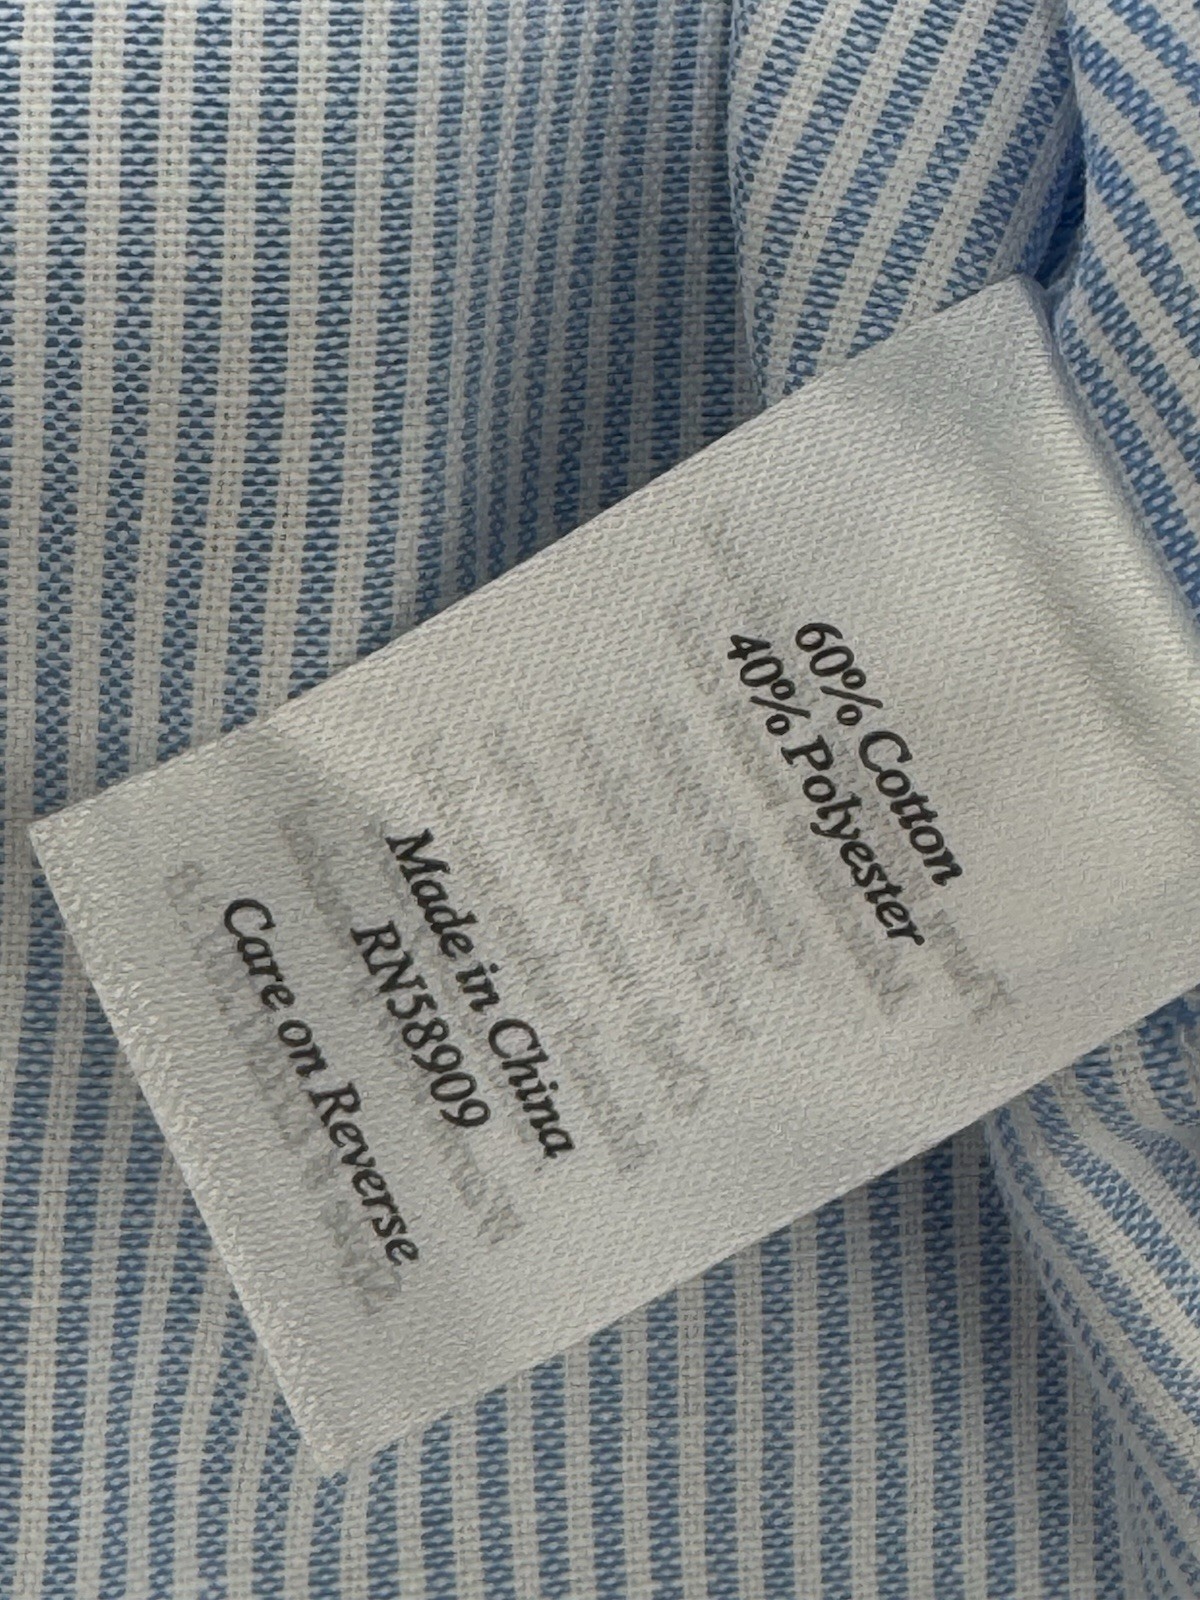 60% Cotton
40% Polyester
Made in China
RN58909
Care on Reverse